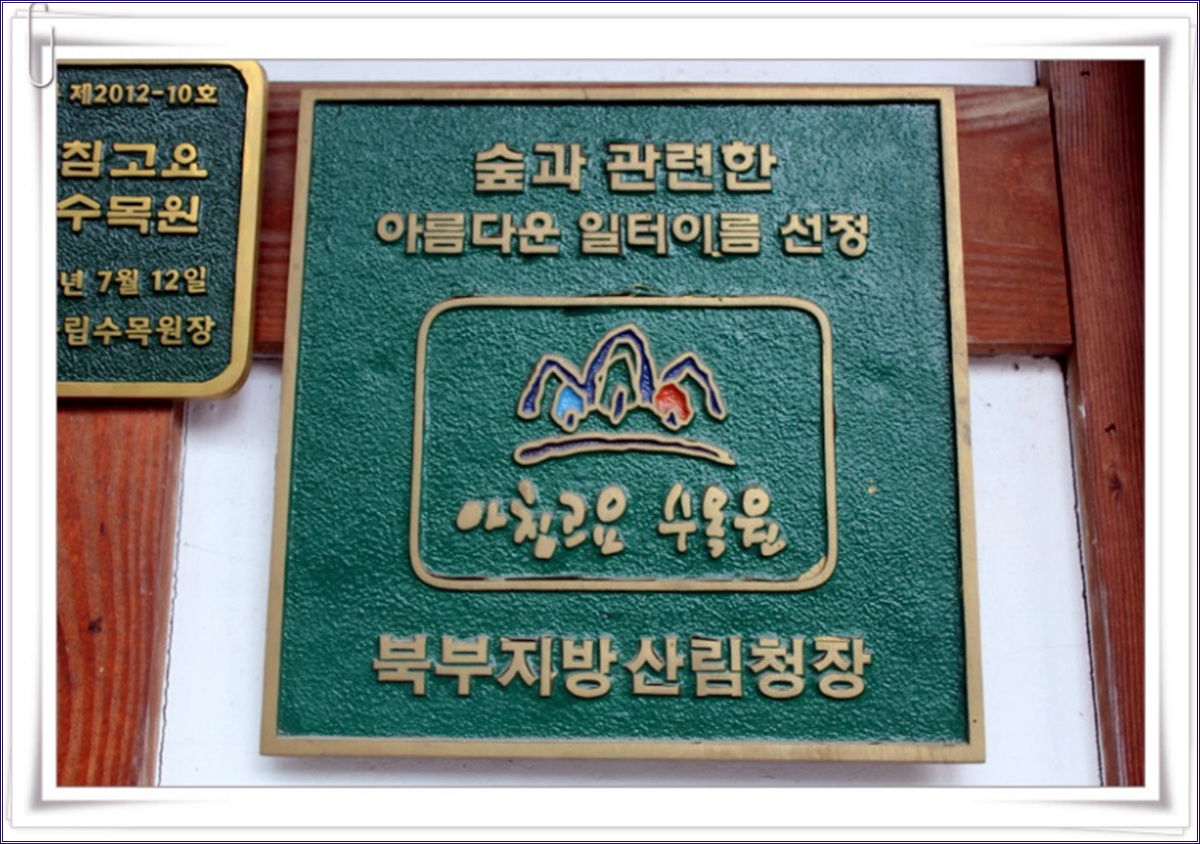 제2012-10호
침고요
수목원
년 7월 12일
립수목원장
숲과 관련한
아름다운 일터이름 선정
아침고요 수목원
북부지방산림청장